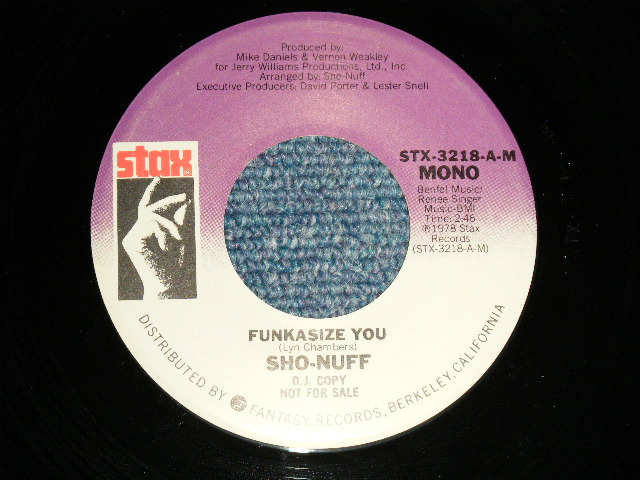 Produced by:
Mike Daniels & Vernon Weakley
for Jerry Williams Productions, Ltd., Inc.
Arranged by: Sho-Nuff
Executive Producers: David Porter & Lester Snell
stax
STX-3218-A-M
MONO
Benfel Music/
Renee Singer
Music-BMI
Time: 2:46
℗1978 Stax
Records
(STX-3218-A-M)
FUNKASIZE YOU
(Lyn Chambers)
SHO-NUFF
D.J. COPY
NOT FOR SALE
DISTRIBUTED BY FANTASY RECORDS, BERKELEY, CALIFORNIA